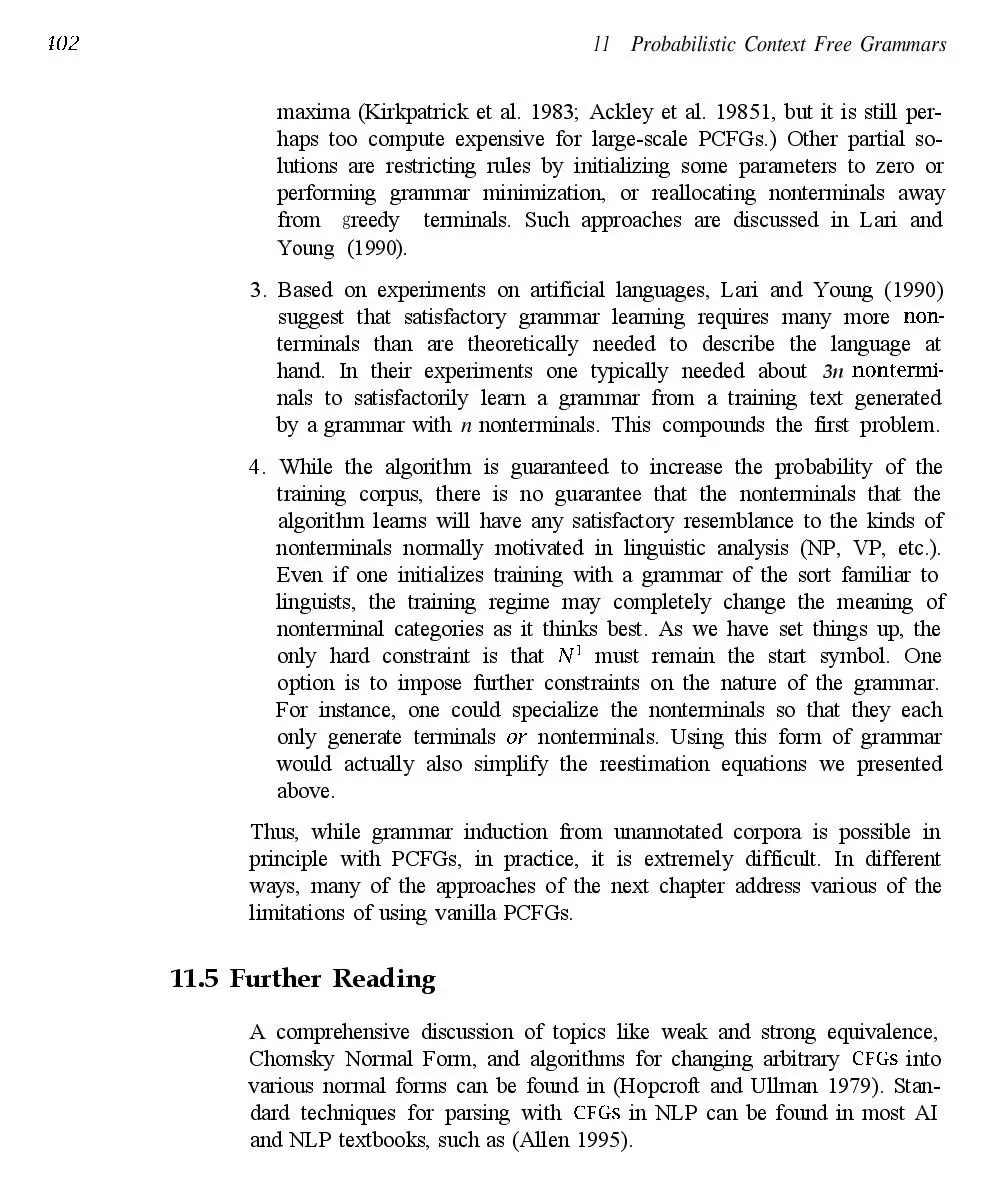 402
11 Probabilistic Context Free Grammars
maxima (Kirkpatrick et al. 1983; Ackley et al. 19851, but it is still per-
haps too compute expensive for large-scale PCFGs.) Other partial so-
lutions are restricting rules by initializing some parameters to zero or
performing grammar minimization, or reallocating nonterminals away
from greedy terminals. Such approaches are discussed in Lari and
Young (1990).
3. Based on experiments on artificial languages, Lari and Young (1990)
suggest that satisfactory grammar learning requires many more non-
terminals than are theoretically needed to describe the language at
hand. In their experiments one typically needed about 3n nontermi-
nals to satisfactorily learn a grammar from a training text generated
by a grammar with n nonterminals. This compounds the first problem.
4. While the algorithm is guaranteed to increase the probability of the
training corpus, there is no guarantee that the nonterminals that the
algorithm learns will have any satisfactory resemblance to the kinds of
nonterminals normally motivated in linguistic analysis (NP, VP, etc.).
Even if one initializes training with a grammar of the sort familiar to
linguists, the training regime may completely change the meaning of
nonterminal categories as it thinks best. As we have set things up, the
only hard constraint is that N¹ must remain the start symbol. One
option is to impose further constraints on the nature of the grammar.
For instance, one could specialize the nonterminals so that they each
only generate terminals or nonterminals. Using this form of grammar
would actually also simplify the reestimation equations we presented
above.
Thus, while grammar induction from unannotated corpora is possible in
principle with PCFGs, in practice, it is extremely difficult. In different
ways, many of the approaches of the next chapter address various of the
limitations of using vanilla PCFGs.
11.5 Further Reading
A comprehensive discussion of topics like weak and strong equivalence,
Chomsky Normal Form, and algorithms for changing arbitrary CFGs into
various normal forms can be found in (Hopcroft and Ullman 1979). Stan-
dard techniques for parsing with CFGs in NLP can be found in most AI
and NLP textbooks, such as (Allen 1995).